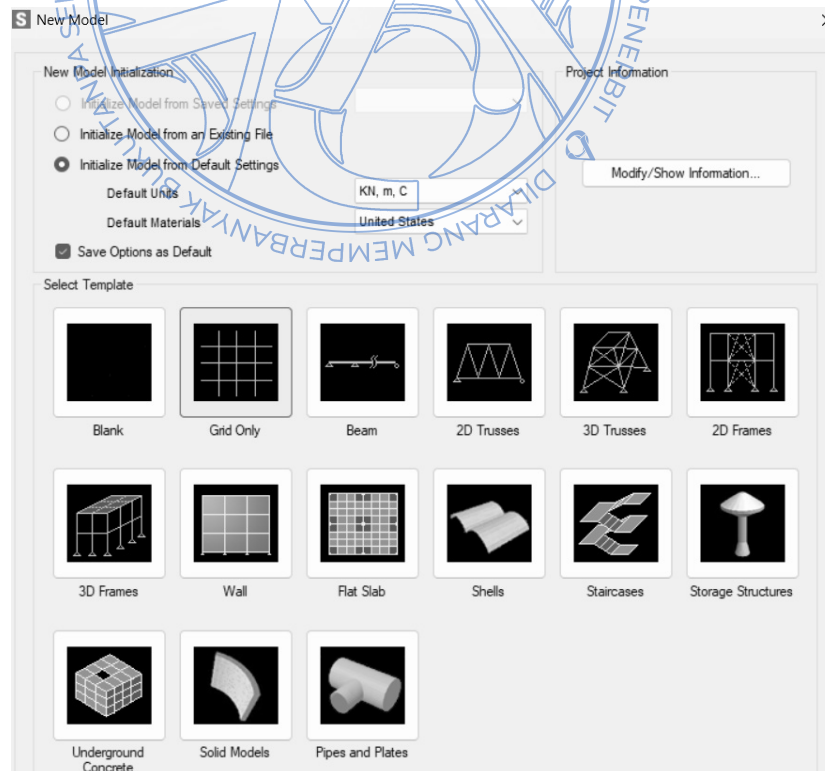 S New Model
New Model Initialization
Project Information
Initialize Model from Saved Settings
Initialize Model from an Existing File
Initialize Model from Default Settings
Modify/Show Information...
Default Units
KN, m, C
Default Materials
United States
Save Options as Default
PENERBIT
DILARANG MEMPERBANYAK
TANDA SE
Select Template
Blank
Grid Only
Beam
2D Trusses
3D Trusses
2D Frames
3D Frames
Wall
Flat Slab
Shells
Staircases
Storage Structures
Underground
Concrete
Solid Models
Pipes and Plates